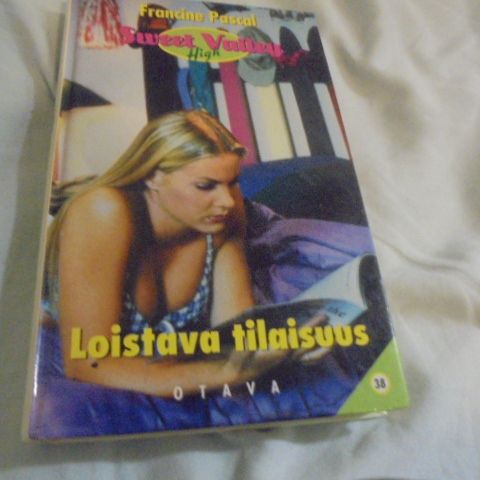 Francine Pascal
Sweet Valley
High
Loistava tilaisuus
OTAVA
38